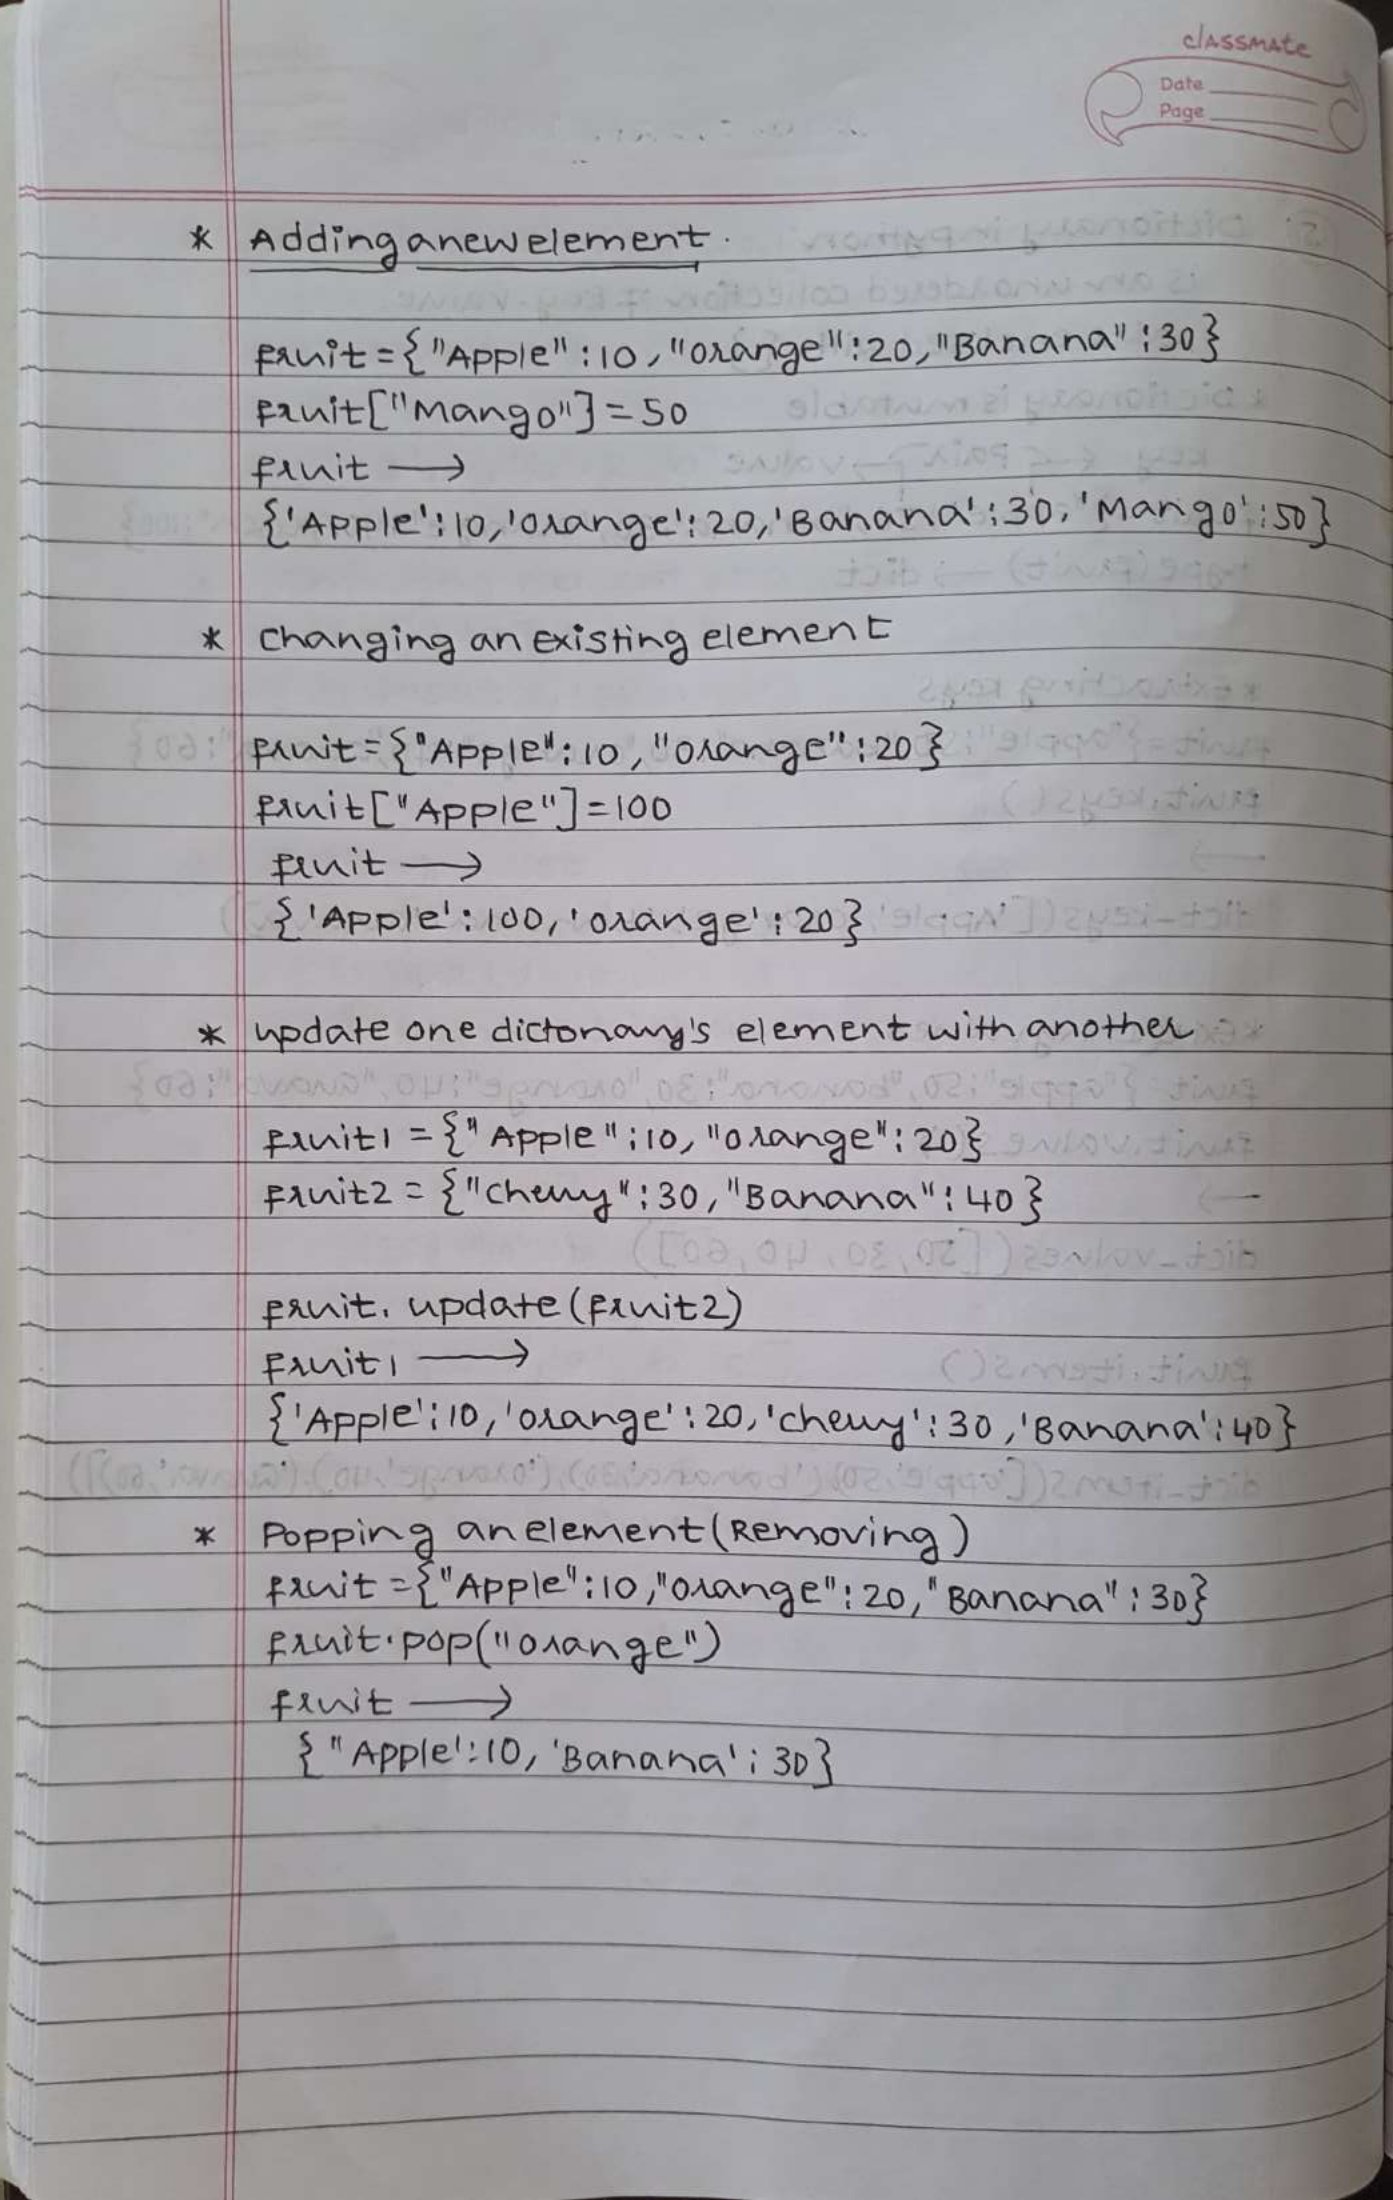 classmate
Date
Page
* Adding a new element.
fruit = {"Apple" : 10, "orange" : 20, "Banana" : 30}
fruit["Mango"] = 50
fruit →
{'Apple' : 10, 'orange' : 20, 'Banana' : 30, 'Mango' : 50}
* changing an existing element
fruit = {"Apple" : 10, "orange" : 20}
fruit["Apple"] = 100
fruit →
{'Apple' : 100, 'orange' : 20}
* update one dictonary's element with another
fruit1 = {"Apple" : 10, "orange" : 20}
fruit2 = {"cherry" : 30, "Banana" : 40}
fruit. update(fruit2)
fruit1 →
{'Apple' : 10, 'orange' : 20, 'cherry' : 30, 'Banana' : 40}
* Popping an element (Removing)
fruit = {"Apple" : 10, "orange" : 20, "Banana" : 30}
fruit.pop("orange")
fruit →
{"Apple' : 10, 'Banana' : 30}